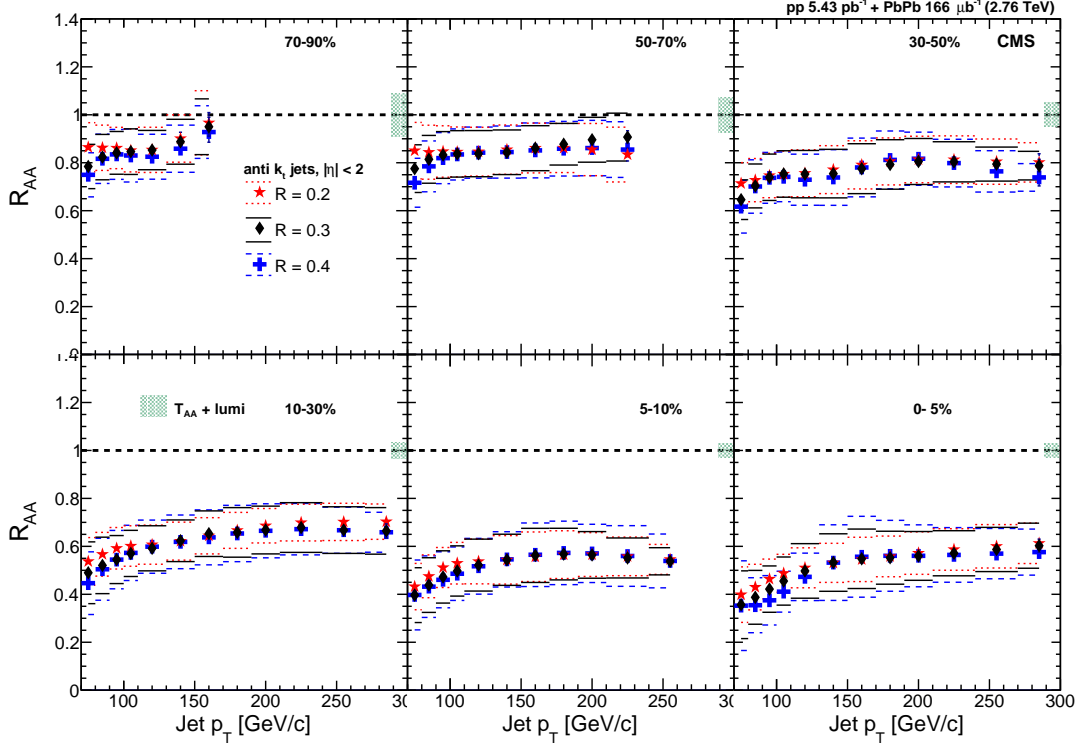 pp 5.43 pb⁻¹ + PbPb 166 μb⁻¹ (2.76 TeV)
1.4
1.2
1
0.8
0.6
0.4
0.2
0
R_AA
70-90%
50-70%
30-50%
CMS
anti k_t jets, |η| < 2
R = 0.2
R = 0.3
R = 0.4
1.2
1
0.8
0.6
0.4
0.2
0
R_AA
T_AA + lumi
10-30%
5-10%
0- 5%
100 150 200 250 30
100 150 200 250 30
100 150 200 250 300
Jet p_T [GeV/c]
Jet p_T [GeV/c]
Jet p_T [GeV/c]